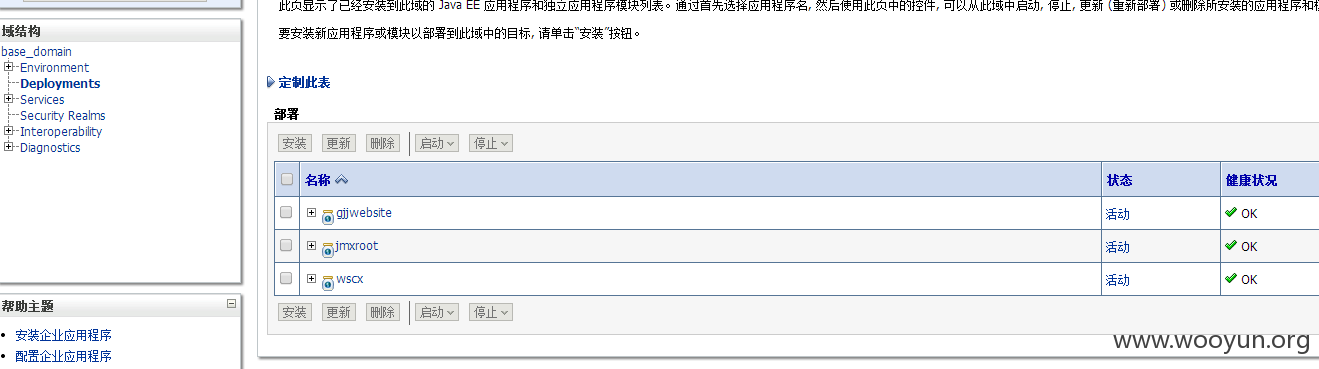 此页显示了已经安装到此域的 Java EE 应用程序和独立应用程序模块列表。通过首先选择应用程序名, 然后使用此页中的控件, 可以从此域中启动, 停止, 更新 (重新部署) 或删除所安装的应用程序和
要安装新应用程序或模块以部署到此域中的目标, 请单击“安装”按钮。
域结构
base_domain
Environment
Deployments
Services
Security Realms
Interoperability
Diagnostics
定制此表
部署
安装 更新 删除 启动 停止
名称 状态 健康状况
gjjwebsite 活动 OK
jmxroot 活动 OK
wscx 活动 OK
安装 更新 删除 启动 停止
帮助主题
安装企业应用程序
配置企业应用程序
www.wooyun.org